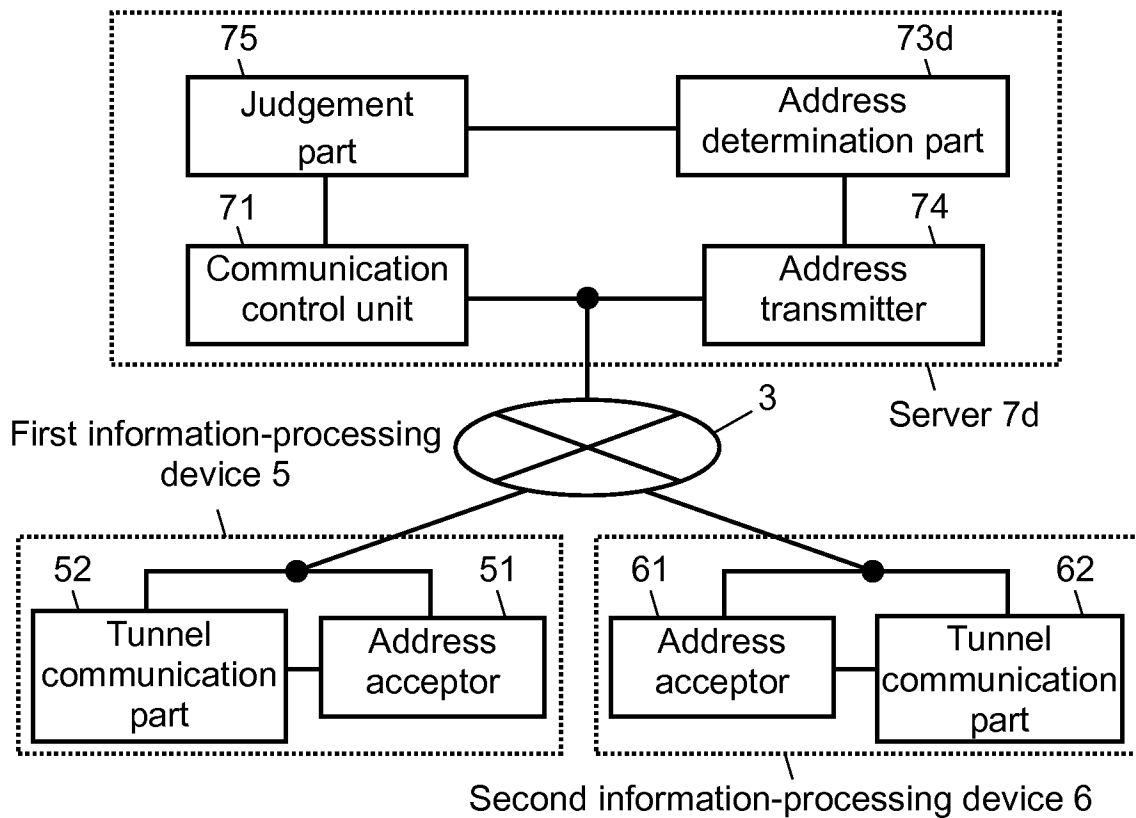 75
73d
Judgement
part
Address
determination part
71
74
Communication
control unit
Address
transmitter
3
Server 7d
First information-processing
device 5
52
51
61
62
Tunnel
communication
part
Address
acceptor
Address
acceptor
Tunnel
communication
part
Second information-processing device 6